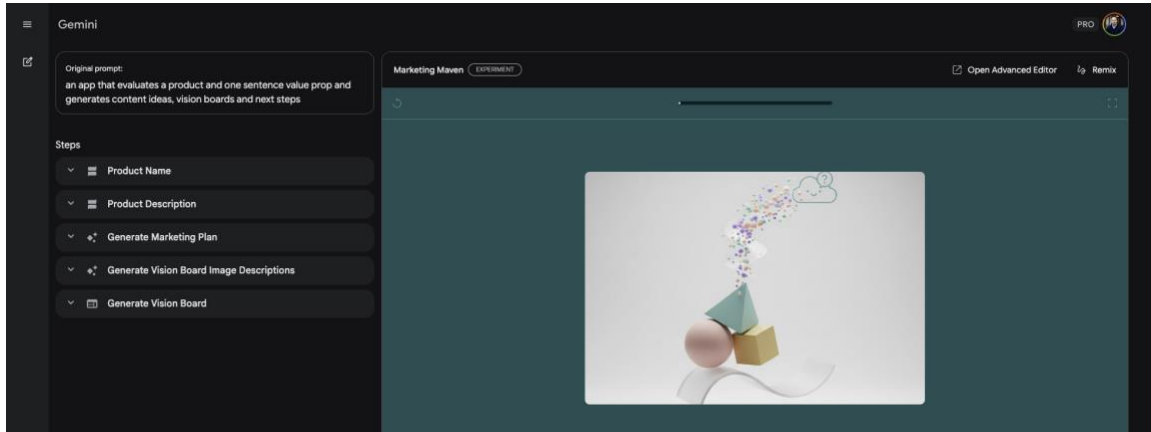 Gemini
PRO
Original prompt:
an app that evaluates a product and one sentence value prop and
generates content ideas, vision boards and next steps
Steps
Product Name
Product Description
Generate Marketing Plan
Generate Vision Board Image Descriptions
Generate Vision Board
Marketing Maven EXPERIMENT
Open Advanced Editor
Remix
?